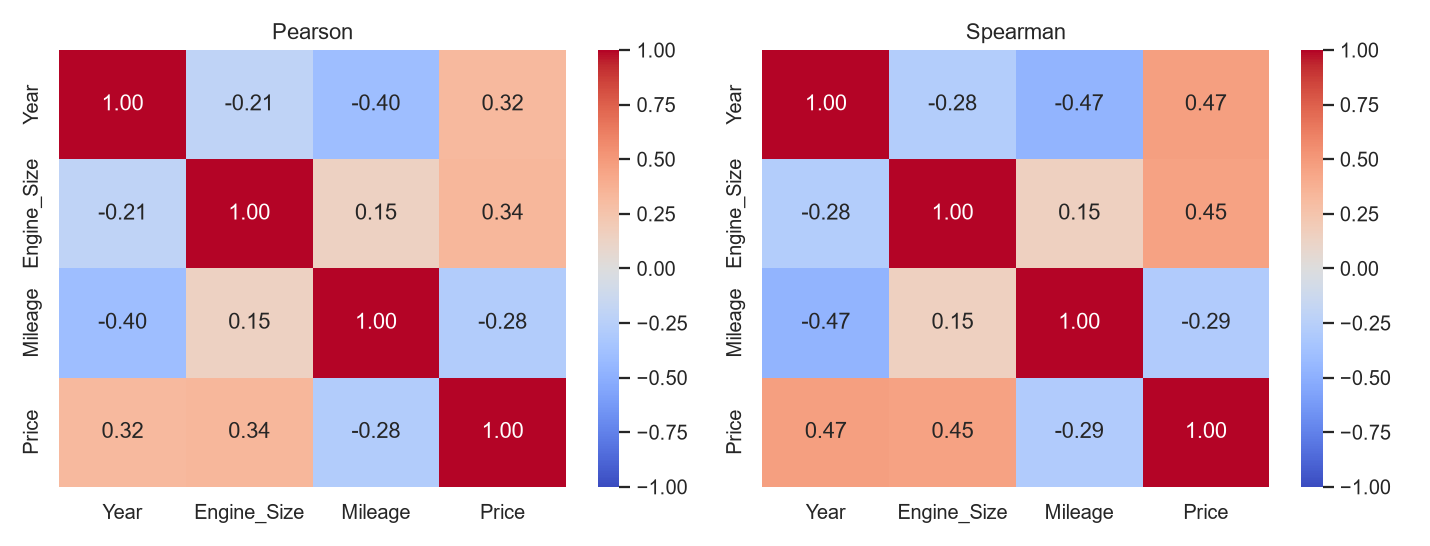 Pearson
Year
1.00
-0.21
-0.40
0.32
Engine_Size
-0.21
1.00
0.15
0.34
Mileage
-0.40
0.15
1.00
-0.28
Price
0.32
0.34
-0.28
1.00
Year
Engine_Size
Mileage
Price
1.00
0.75
0.50
0.25
0.00
−0.25
−0.50
−0.75
−1.00
Spearman
Year
1.00
-0.28
-0.47
0.47
Engine_Size
-0.28
1.00
0.15
0.45
Mileage
-0.47
0.15
1.00
-0.29
Price
0.47
0.45
-0.29
1.00
Year
Engine_Size
Mileage
Price
1.00
0.75
0.50
0.25
0.00
−0.25
−0.50
−0.75
−1.00